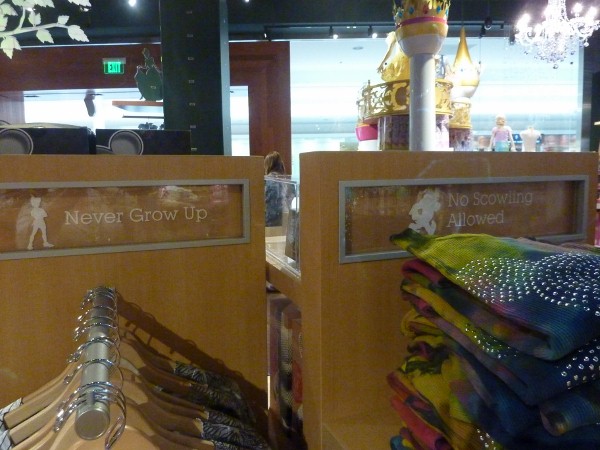 Never Grow Up
No Scowling
Allowed